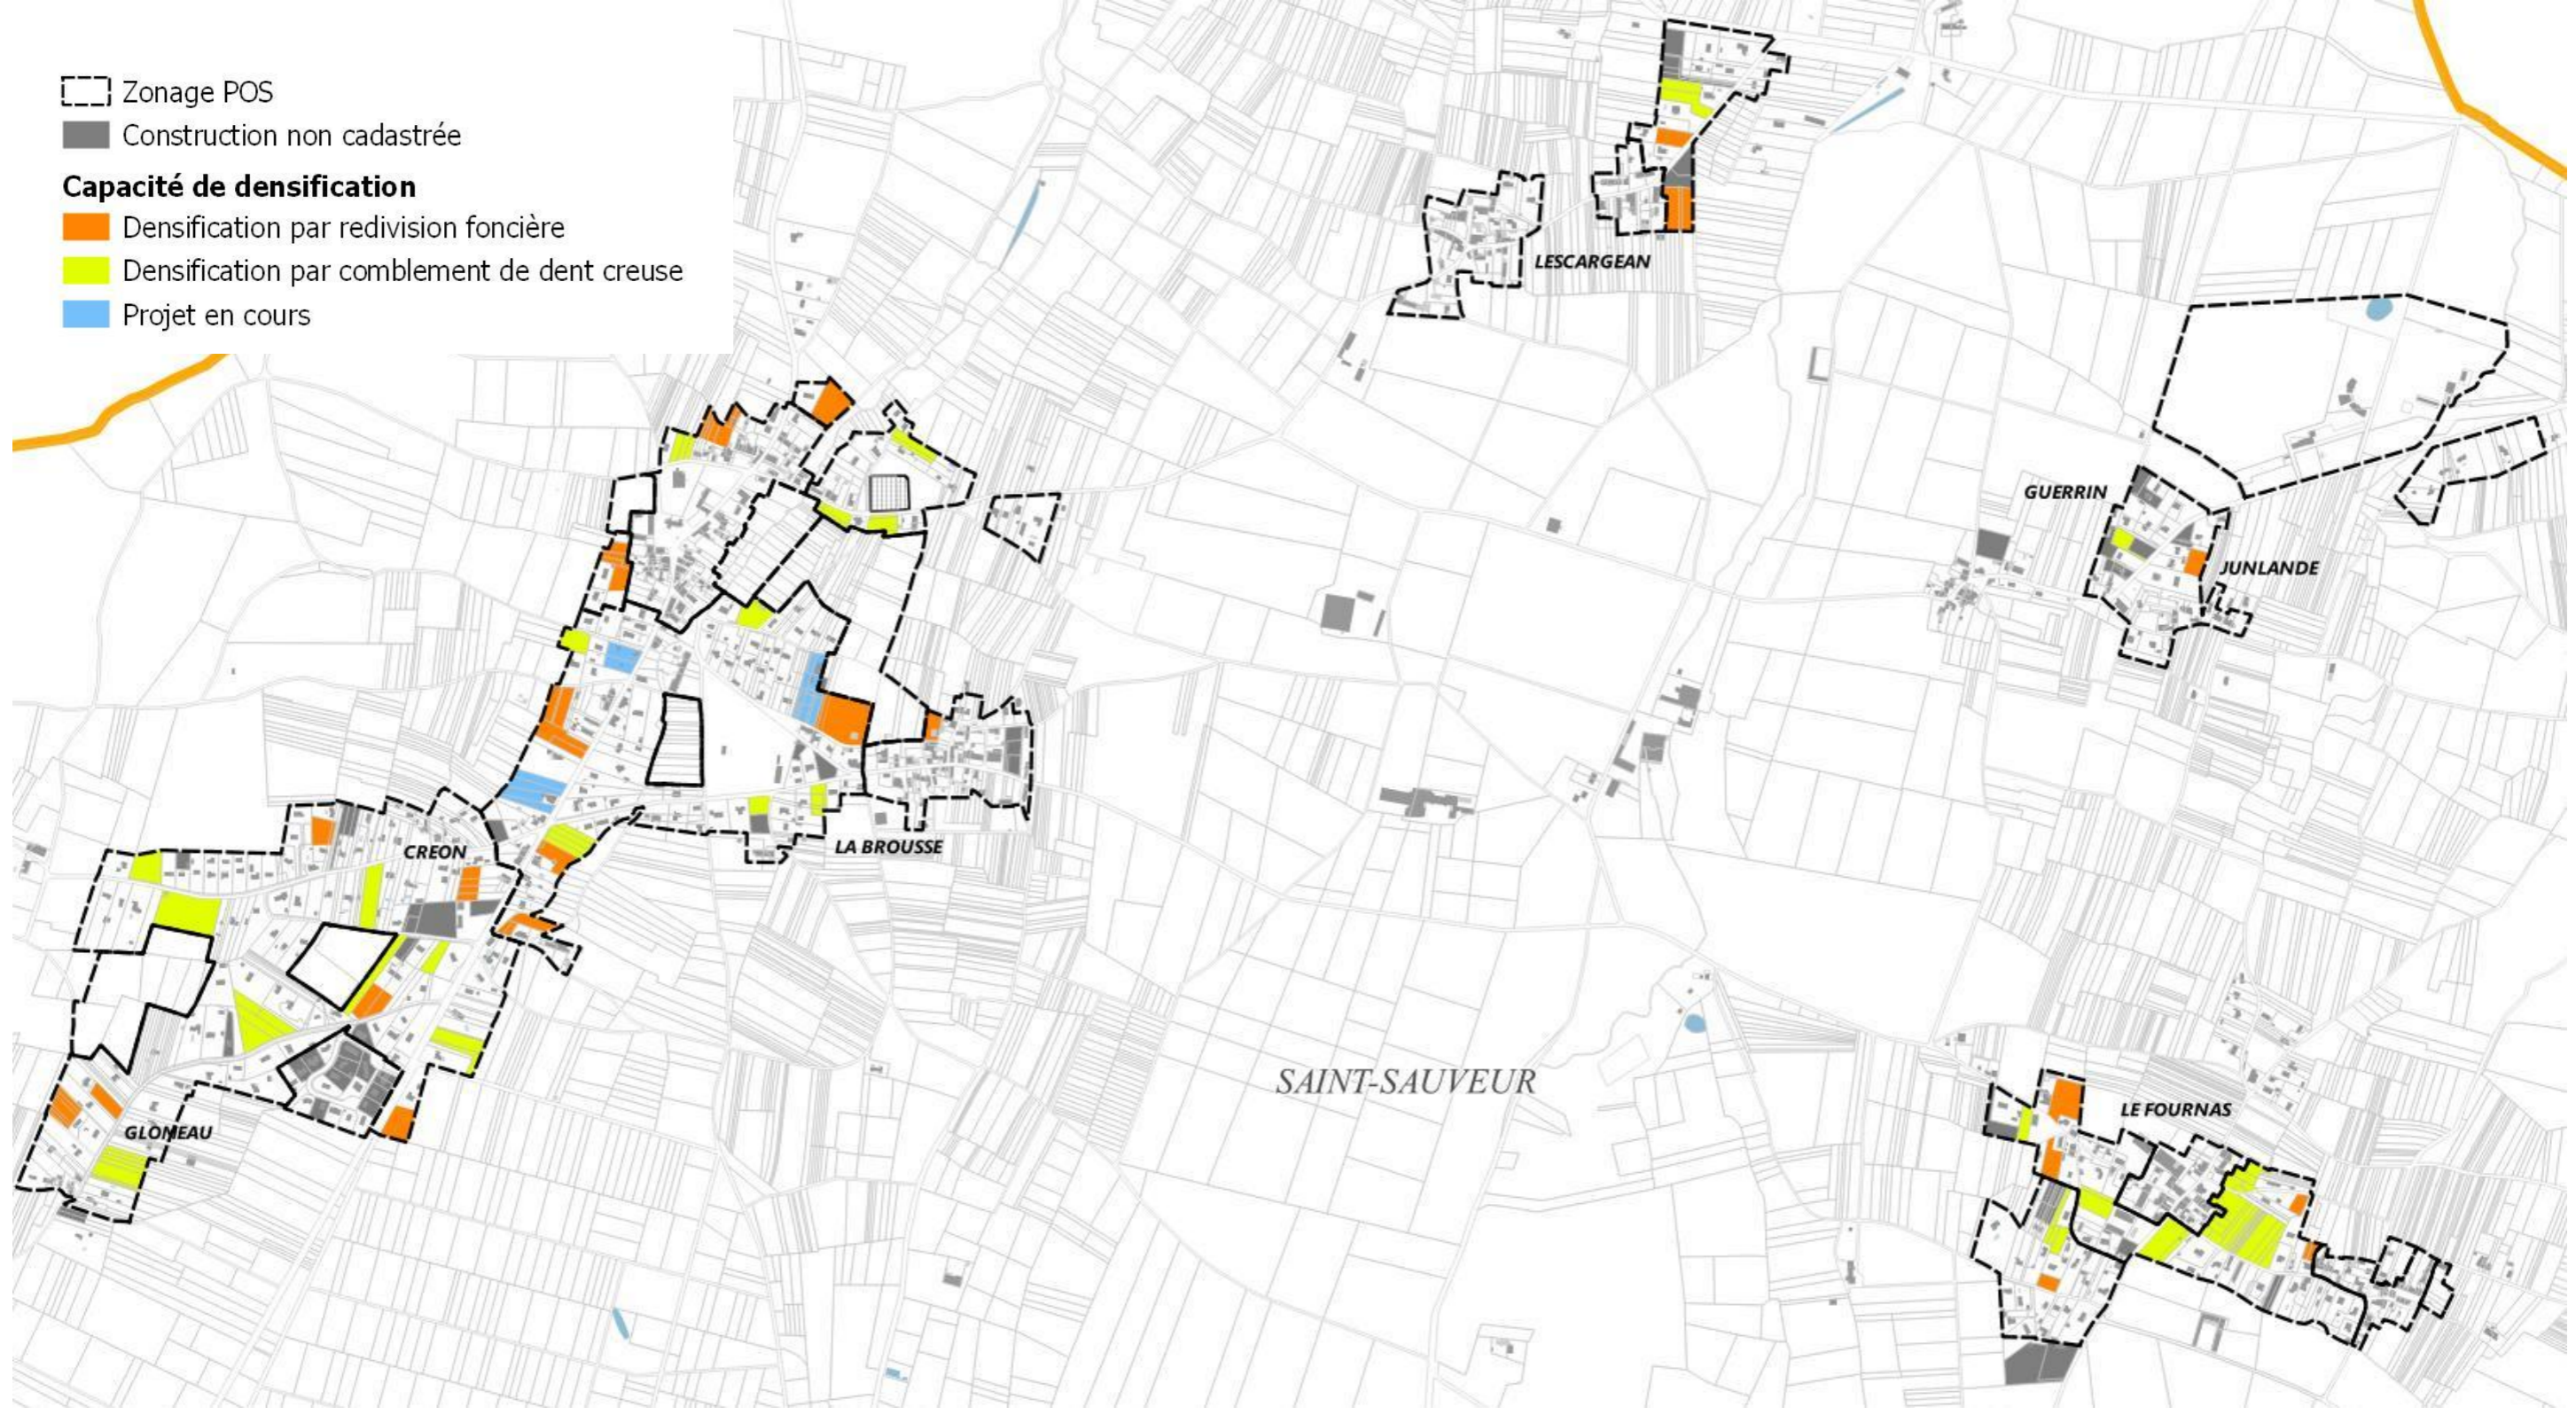 Zonage POS
Construction non cadastrée
Capacité de densification
Densification par redivision foncière
Densification par comblement de dent creuse
Projet en cours
LESCARGEAN
GUERRIN
JUNLANDE
CREON
LA BROUSSE
SAINT-SAUVEUR
LE FOURNAS
GLONEAU